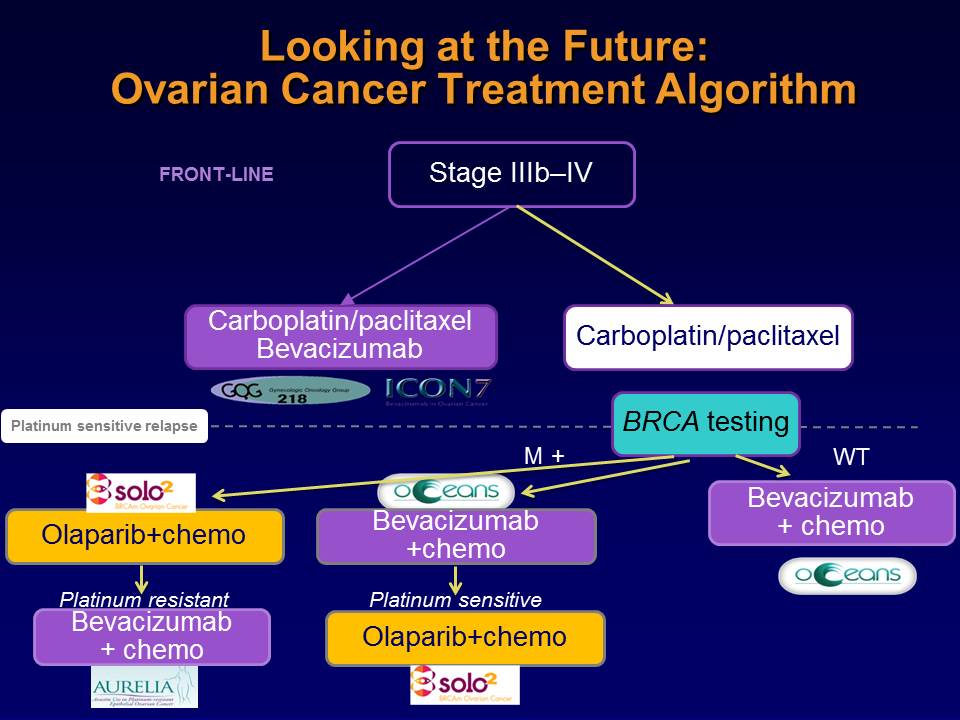 Looking at the Future:
Ovarian Cancer Treatment Algorithm
FRONT-LINE
Stage IIIb–IV
Carboplatin/paclitaxel
Bevacizumab
Carboplatin/paclitaxel
GOG
Gynecologic Oncology Group
218
ICON7
Bevacizumab in Ovarian Cancer
Platinum sensitive relapse
BRCA testing
M +
WT
solo2
BRCAm Ovarian Cancer
oCeans
Olaparib+chemo
Bevacizumab
+chemo
Bevacizumab
+ chemo
oCeans
Platinum resistant
Platinum sensitive
Bevacizumab
+ chemo
Olaparib+chemo
AURELIA
Avastin Use in Platinum-resistant
Epithelial Ovarian Cancer
solo2
BRCAm Ovarian Cancer